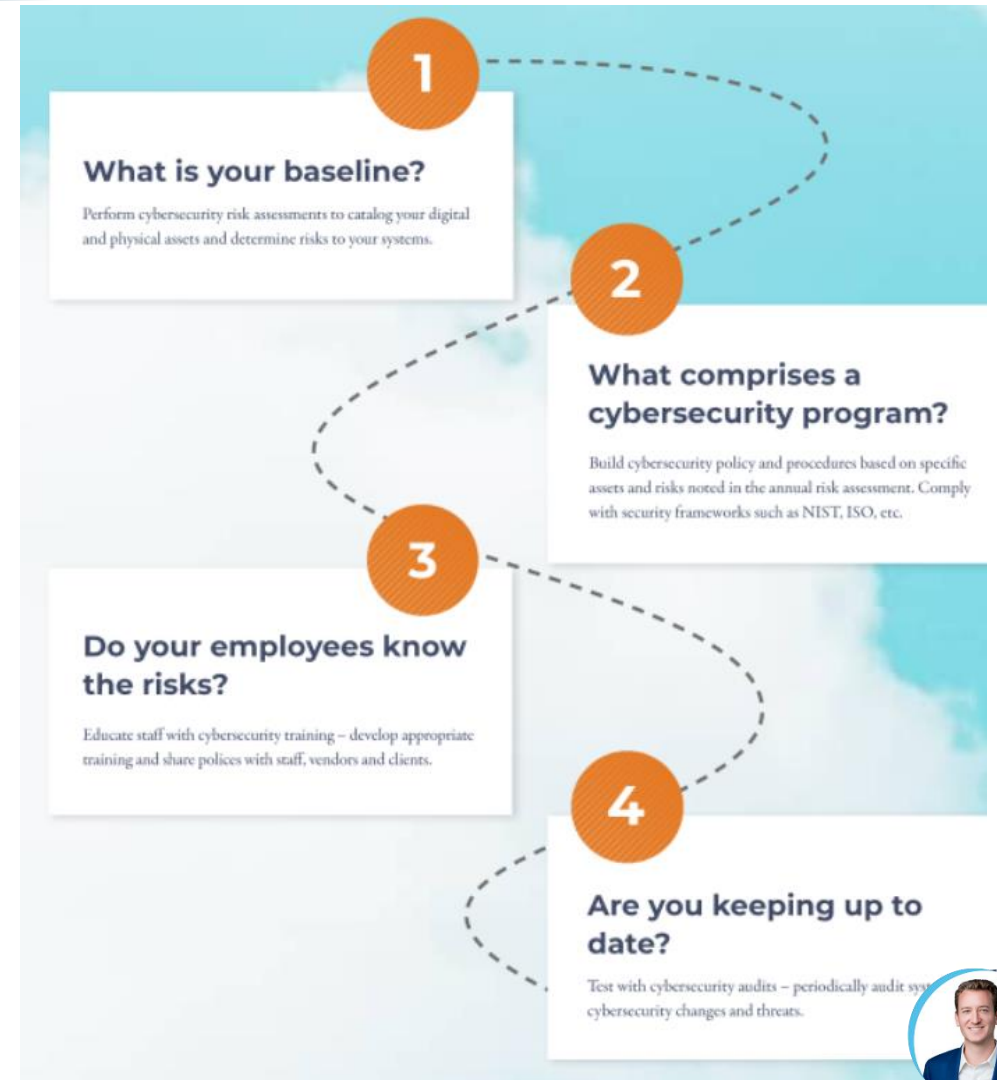 1
What is your baseline?
Perform cybersecurity risk assessments to catalog your digital
and physical assets and determine risks to your systems.
2
What comprises a
cybersecurity program?
Build cybersecurity policy and procedures based on specific
assets and risks noted in the annual risk assessment. Comply
with security frameworks such as NIST, ISO, etc.
3
Do your employees know
the risks?
Educate staff with cybersecurity training – develop appropriate
training and share polices with staff, vendors and clients.
4
Are you keeping up to
date?
Test with cybersecurity audits – periodically audit
cybersecurity changes and threats.